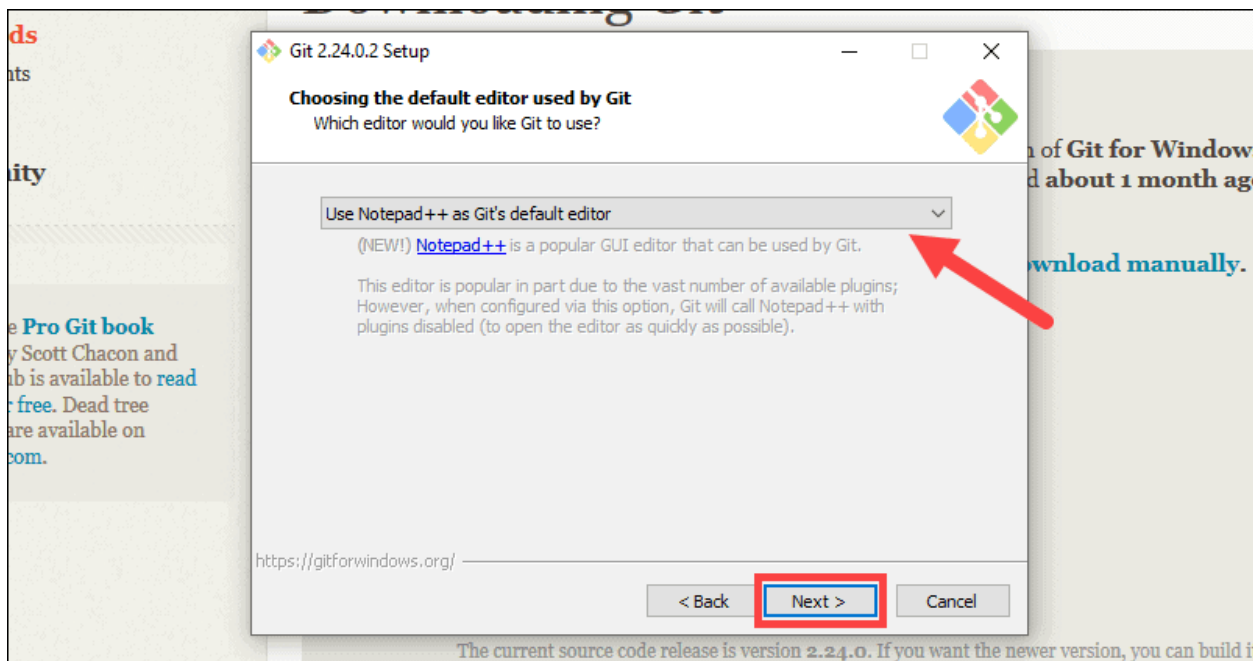 Downloading Git
ds
nts
ity
e Pro Git book
y Scott Chacon and
ub is available to read
r free. Dead tree
are available on
com.
Git 2.24.0.2 Setup
Choosing the default editor used by Git
Which editor would you like Git to use?
Use Notepad++ as Git's default editor
(NEW!) Notepad++ is a popular GUI editor that can be used by Git.
This editor is popular in part due to the vast number of available plugins;
However, when configured via this option, Git will call Notepad++ with
plugins disabled (to open the editor as quickly as possible).
https://gitforwindows.org/
< Back
Next >
Cancel
n of Git for Window
d about 1 month ag
ownload manually.
The current source code release is version 2.24.0. If you want the newer version, you can build i